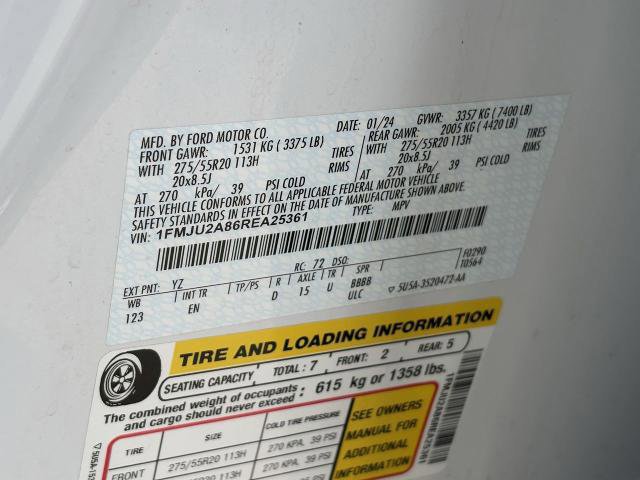 MFD. BY FORD MOTOR CO.
DATE: 01/24 GVWR: 3357 KG (7400 LB)
FRONT GAWR: 1531 KG (3375 LB)
REAR GAWR: 2005 KG (4420 LB)
WITH 275/55R20 113H TIRES
WITH 275/55R20 113H TIRES
20x8.5J RIMS
20x8.5J RIMS
AT 270 kPa/ 39 PSI COLD
AT 270 kPa/ 39 PSI COLD
THIS VEHICLE CONFORMS TO ALL APPLICABLE FEDERAL MOTOR VEHICLE
SAFETY STANDARDS IN EFFECT ON THE DATE OF MANUFACTURE SHOWN ABOVE.
VIN: 1FMJU2A86REA25361 TYPE: MPV
F0290
T0564
EXT PNT: YZ RC: 72 DSO:
WB INT TR TP/PS R AXLE TR SPR
123 EN D 15 U BBBB
ULC ▽ 5U5A-3520472-AA
TIRE AND LOADING INFORMATION
SEATING CAPACITY TOTAL: 7 FRONT: 2 REAR: 5
The combined weight of occupants
and cargo should never exceed: 615 kg or 1358 lbs.
TIRE SIZE COLD TIRE PRESSURE
FRONT 275/55R20 113H 270 KPA, 39 PSI
270 KPA, 39 PSI
SEE OWNERS
MANUAL FOR
ADDITIONAL
INFORMATION
1FMJU2A86REA25361